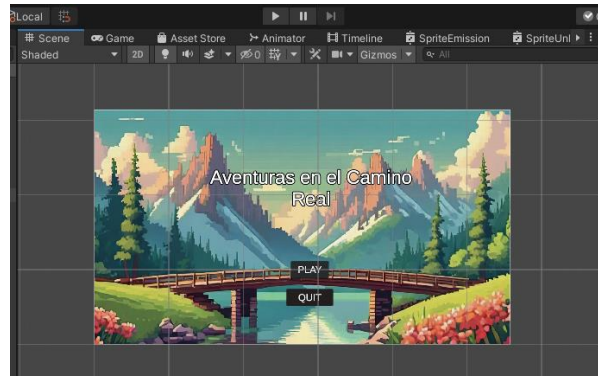 Local
Scene Game Asset Store Animator Timeline SpriteEmission SpriteUnl
Shaded 2D 0 Gizmos All
Aventuras en el Camino
Real
PLAY
QUIT